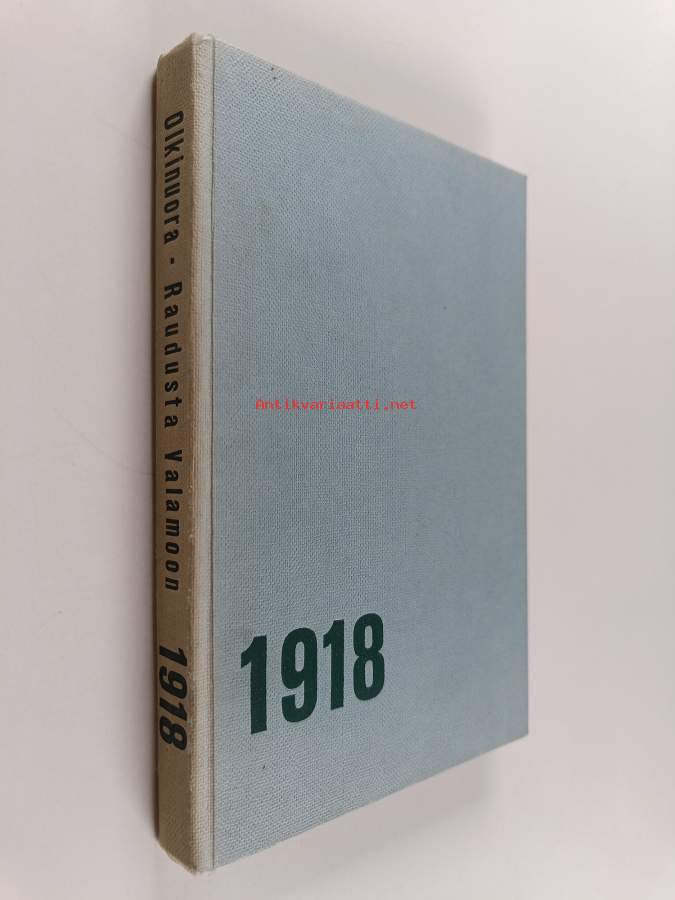 Olkinuora - Raudusta Valamoon 1918
Antikvariaatti.net
1918